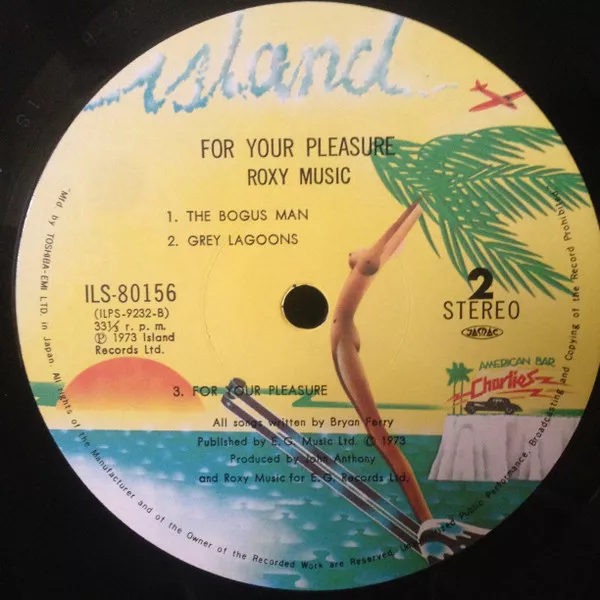 island
FOR YOUR PLEASURE
ROXY MUSIC
1. THE BOGUS MAN
2. GREY LAGOONS
ILS-80156
(ILPS-9232-B)
33⅓ r. p. m.
Ⓟ 1973 Island
Records Ltd.
2
STEREO
JASRAC
AMERICAN BAR
Charlies
3. FOR YOUR PLEASURE
All songs written by Bryan Ferry
Published by E. G. Music Ltd. Ⓒ 1973
Produced by John Anthony
and Roxy Music for E. G. Records Ltd.
Mfd by TOSHIBA-EMI LTD. in Japan. All rights of the Manufacturer and of the Owner of the Recorded Work are Reserved. Unauthorized Public Performance, Broadcasting and Copying of the Record Prohibited